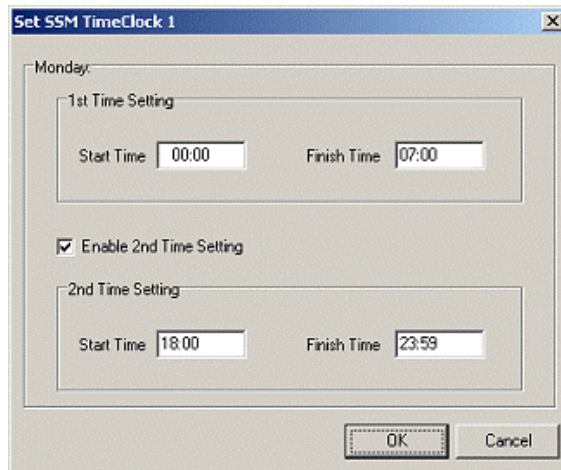 Set SSM TimeClock 1
Monday:
1st Time Setting
Start Time 00:00 Finish Time 07:00
Enable 2nd Time Setting
2nd Time Setting
Start Time 18:00 Finish Time 23:59
OK Cancel